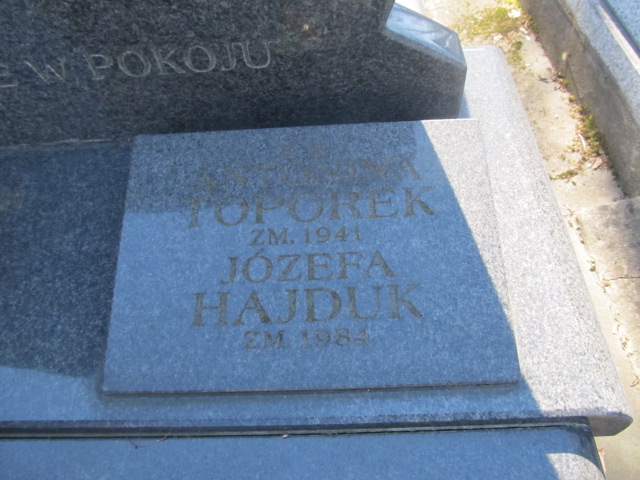 E W POKOJU
ANTONINA
TOPOREK
ZM. 1941
JÓZEFA
HAJDUK
ZM. 1984